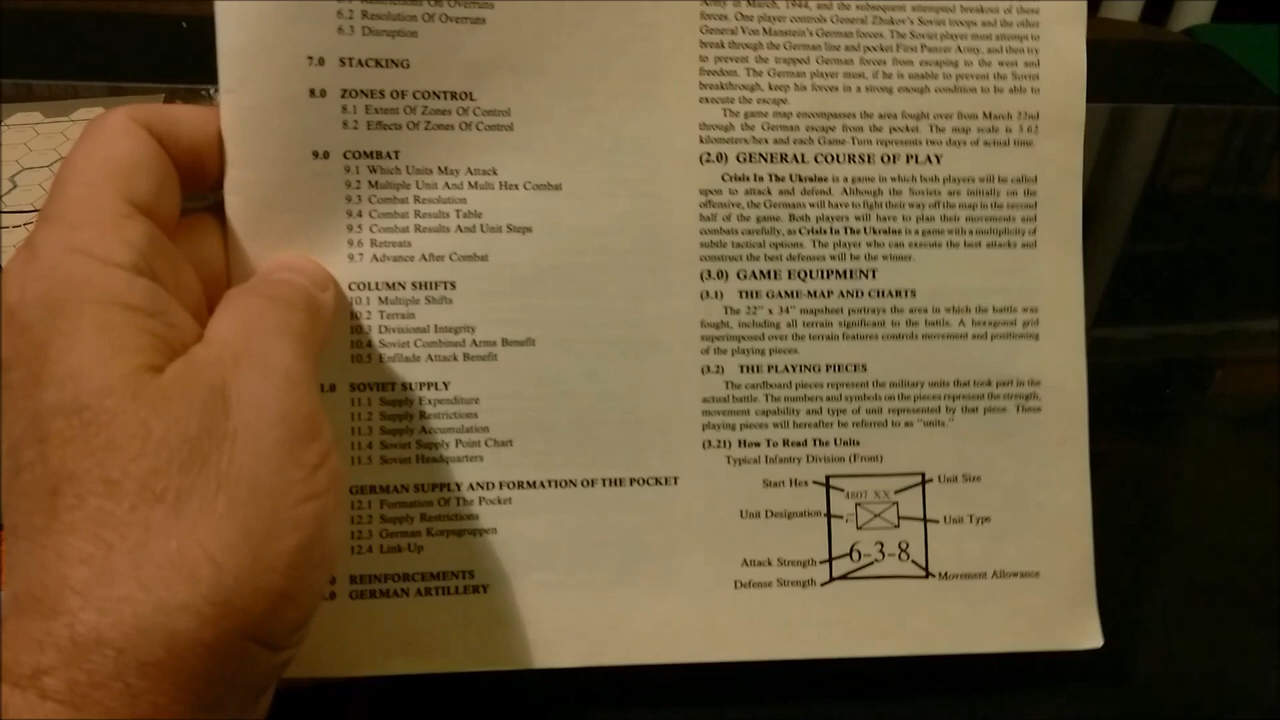 6.2 Resolution Of Overruns
6.3 Disruption
7.0 STACKING
8.0 ZONES OF CONTROL
8.1 Extent Of Zones Of Control
8.2 Effects Of Zones Of Control
9.0 COMBAT
9.1 Which Units May Attack
9.2 Multiple Unit And Multi Hex Combat
9.3 Combat Resolution
9.4 Combat Results Table
9.5 Combat Results And Unit Steps
9.6 Retreats
9.7 Advance After Combat
COLUMN SHIFTS
10.1 Multiple Shifts
10.2 Terrain
10.3 Divisional Integrity
10.4 Soviet Combined Arms Benefit
10.5 Enfilade Attack Benefit
1.0 SOVIET SUPPLY
11.1 Supply Expenditure
11.2 Supply Restrictions
11.3 Supply Accumulation
11.4 Soviet Supply Point Chart
11.5 Soviet Headquarters
GERMAN SUPPLY AND FORMATION OF THE POCKET
12.1 Formation Of The Pocket
12.2 Supply Restrictions
12.3 German Korpsgruppen
12.4 Link-Up
0 REINFORCEMENTS
.0 GERMAN ARTILLERY
Army in March, 1944, and the subsequent attempted breakout of these
forces. One player controls General Zhukov's Soviet troops and the other
General Von Manstein's German forces. The Soviet player must attempt to
break through the German line and pocket First Panzer Army, and then try
to prevent the trapped German forces from escaping to the west and
freedom. The German player must, if he is unable to prevent the Soviet
breakthrough, keep his forces in a strong enough condition to be able to
execute the escape.
The game map encompasses the area fought over from March 22nd
through the German escape from the pocket. The map scale is 3.62
kilometers/hex and each Game-Turn represents two days of actual time.
(2.0) GENERAL COURSE OF PLAY
Crisis In The Ukraine is a game in which both players will be called
upon to attack and defend. Although the Soviets are initially on the
offensive, the Germans will have to fight their way off the map in the second
half of the game. Both players will have to plan their movements and
combats carefully, as Crisis In The Ukraine is a game with a multiplicity of
subtle tactical options. The player who can execute the best attacks and
construct the best defenses will be the winner.
(3.0) GAME EQUIPMENT
(3.1) THE GAME-MAP AND CHARTS
The 22" x 34" mapsheet portrays the area in which the battle was
fought, including all terrain significant to the battle. A hexagonal grid
superimposed over the terrain features controls movement and positioning
of the playing pieces.
(3.2) THE PLAYING PIECES
The cardboard pieces represent the military units that took part in the
actual battle. The numbers and symbols on the pieces represent the strength,
movement capability and type of unit represented by that piece. These
playing pieces will hereafter be referred to as "units."
(3.21) How To Read The Units
Typical Infantry Division (Front)
Start Hex
Unit Size
4807 XX
Unit Designation
Unit Type
6-3-8
Attack Strength
Defense Strength
Movement Allowance